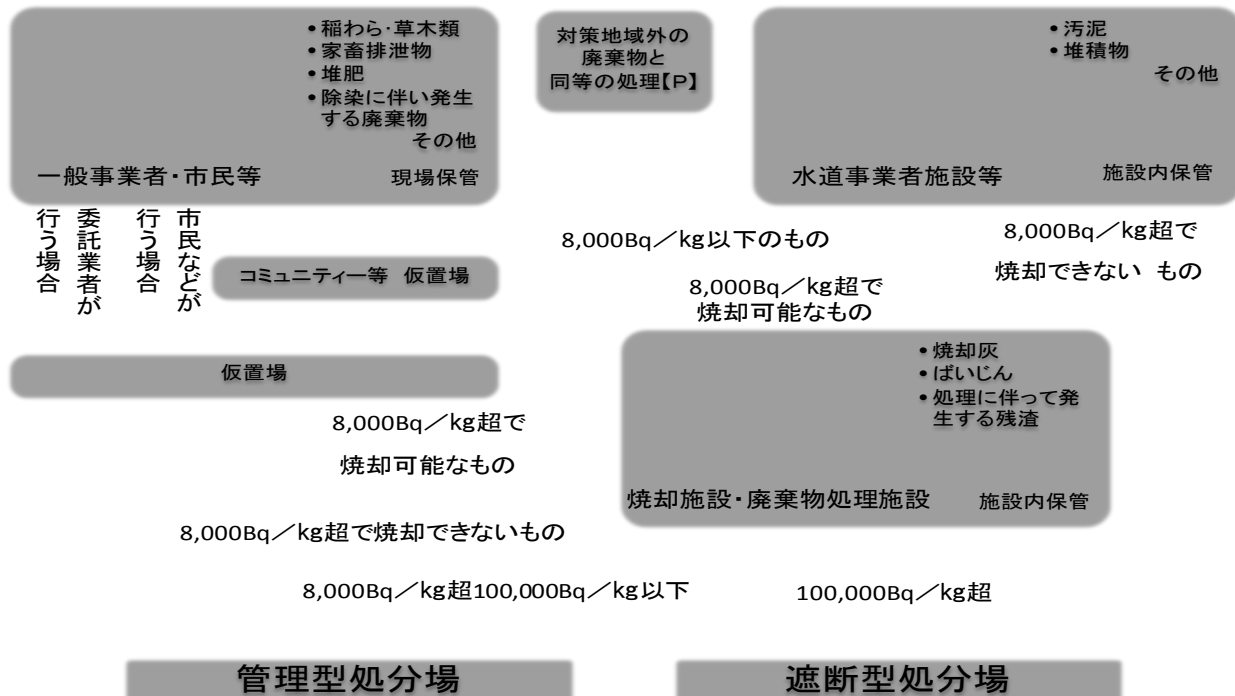 • 稲わら・草木類
• 家畜排泄物
• 堆肥
• 除染に伴い発生
する廃棄物
その他
一般事業者・市民等
現場保管
対策地域外の
廃棄物と
同等の処理【P】
• 汚泥
• 堆積物
その他
水道事業者施設等
施設内保管
市民などが
行う場合
委託業者が
行う場合
コミュニティー等 仮置場
8,000Bq／kg以下のもの
8,000Bq／kg超で
焼却できない もの
8,000Bq／kg超で
焼却可能なもの
仮置場
• 焼却灰
• ばいじん
• 処理に伴って発
生する残渣
焼却施設・廃棄物処理施設
施設内保管
8,000Bq／kg超で
焼却可能なもの
8,000Bq／kg超で焼却できないもの
8,000Bq／kg超100,000Bq／kg以下
100,000Bq／kg超
管理型処分場
遮断型処分場